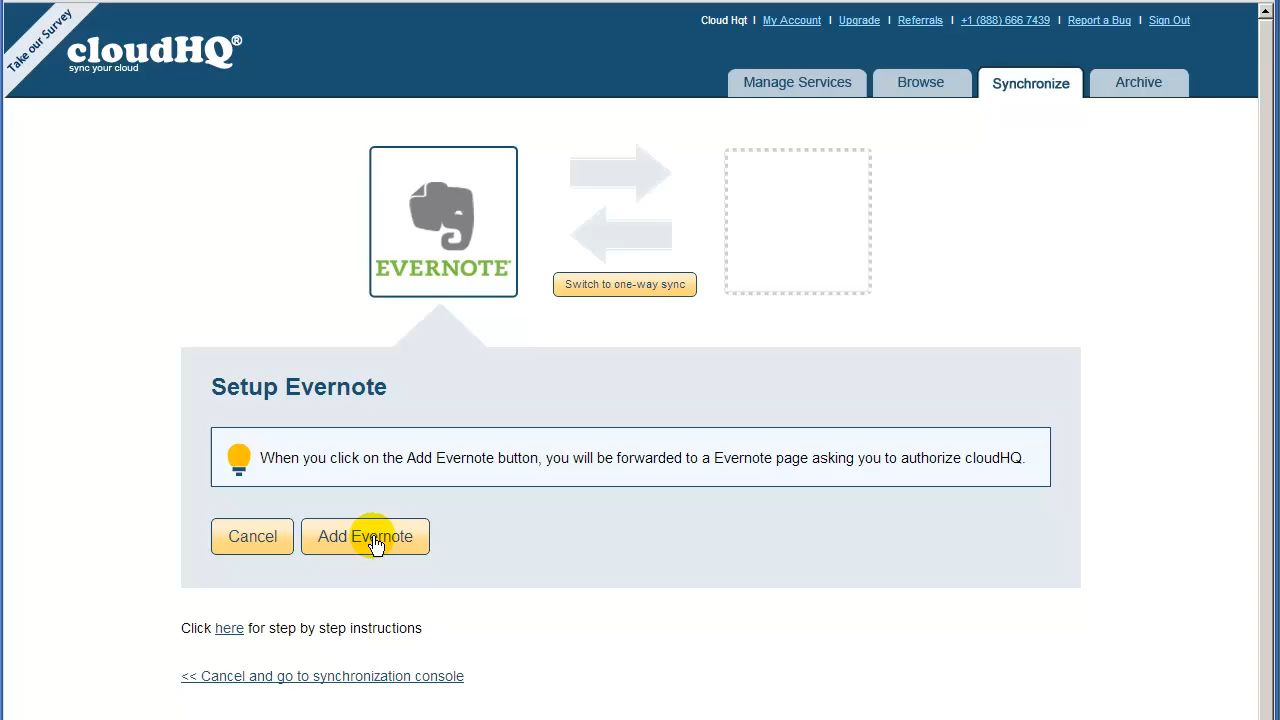 Take our Survey
cloudHQ®
sync your cloud
Cloud Hqt | My Account | Upgrade | Referrals | +1 (888) 666 7439 | Report a Bug | Sign Out
Manage Services Browse Synchronize Archive
EVERNOTE®
Switch to one-way sync
Setup Evernote
When you click on the Add Evernote button, you will be forwarded to a Evernote page asking you to authorize cloudHQ.
Cancel Add Evernote
Click here for step by step instructions
<< Cancel and go to synchronization console